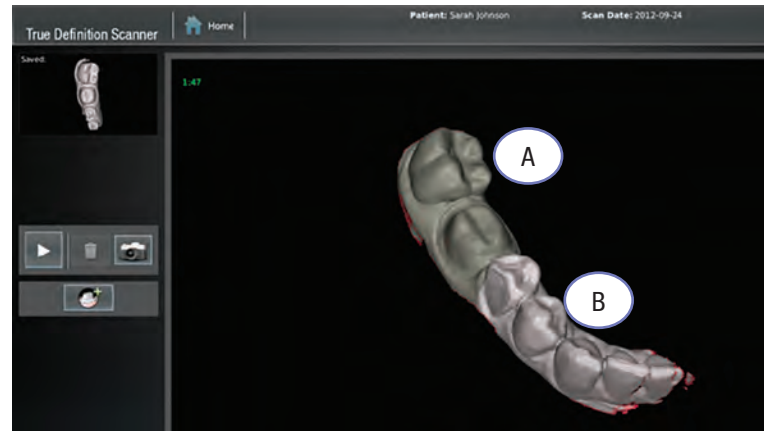 True Definition Scanner
Home
Patient: Sarah Johnson
Scan Date: 2012-09-24
Saved:
1:47
A
B